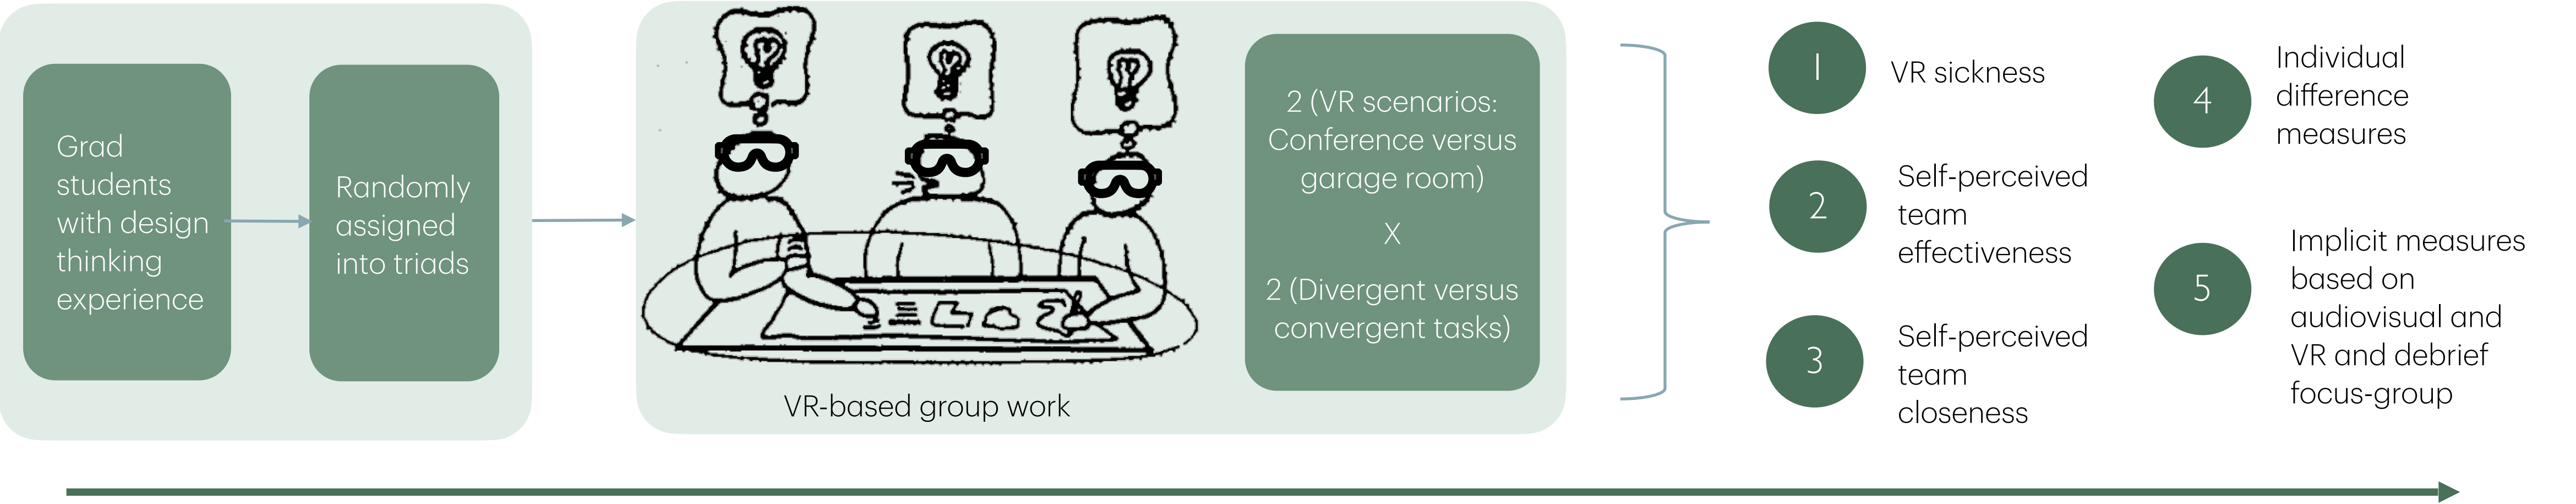 Grad
students
with design
thinking
experience
Randomly
assigned
into triads
VR-based group work
2 (VR scenarios:
Conference versus
garage room)
X
2 (Divergent versus
convergent tasks)
1
VR sickness
2
Self-perceived
team
effectiveness
3
Self-perceived
team
closeness
4
Individual
difference
measures
5
Implicit measures
based on
audiovisual and
VR and debrief
focus-group